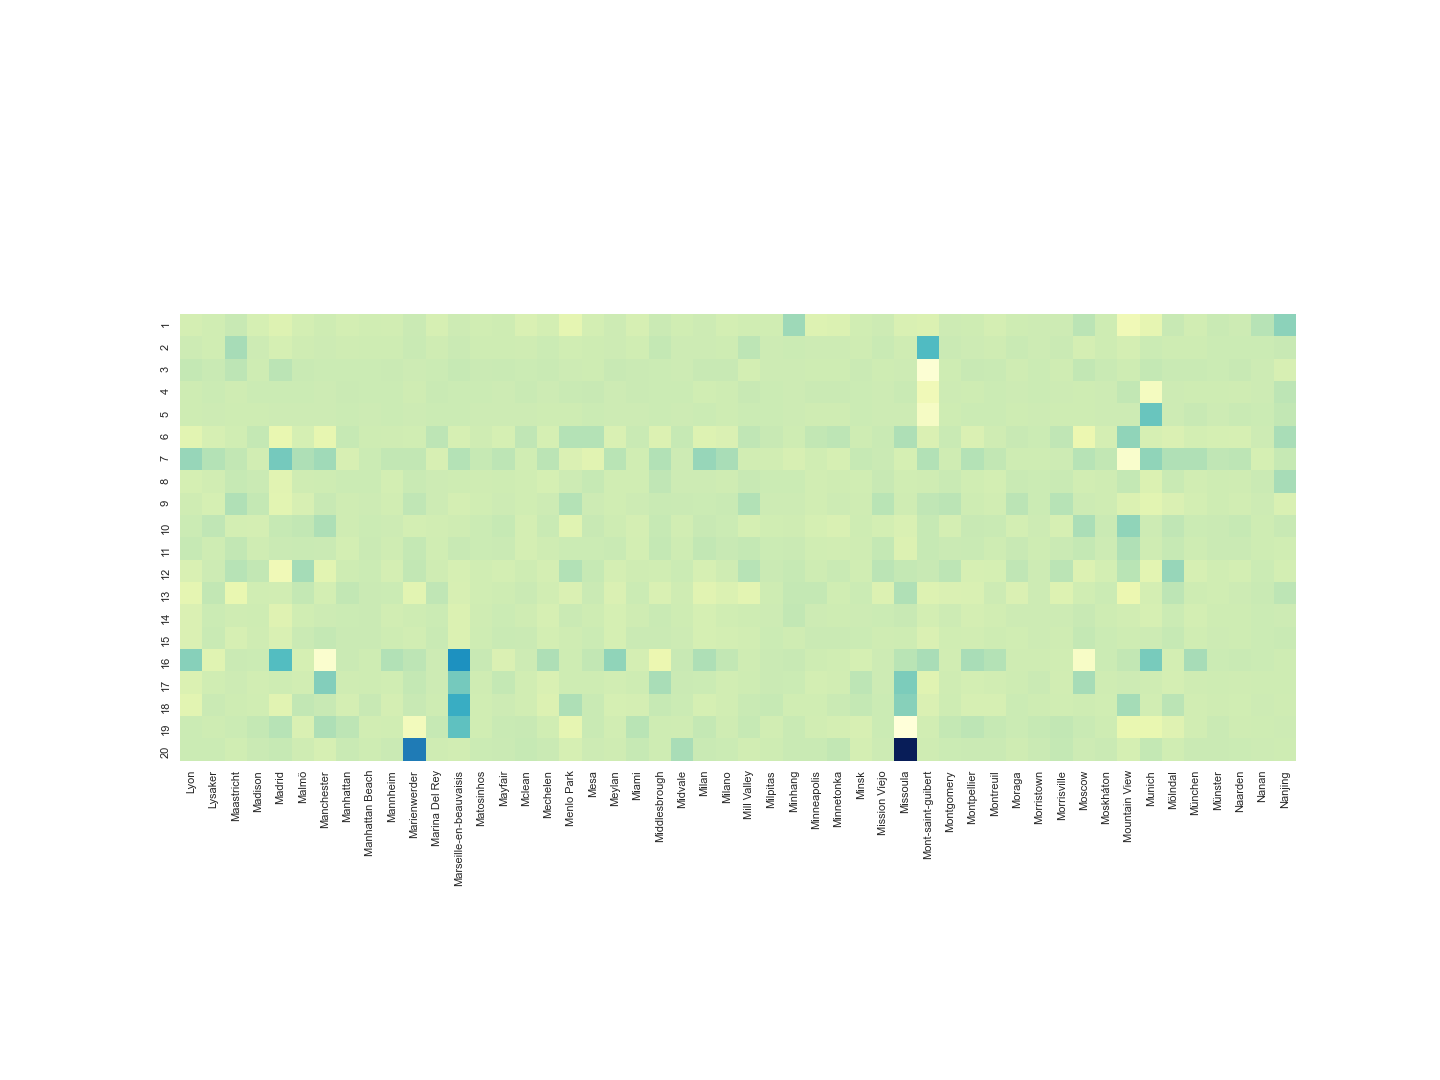 1
2
3
4
5
6
7
8
9
10
11
12
13
14
15
16
17
18
19
20
Lyon
Lysaker
Maastricht
Madison
Madrid
Malmö
Manchester
Manhattan
Manhattan Beach
Mannheim
Marienwerder
Marina Del Rey
Marseille-en-beauvaisis
Matosinhos
Mayfair
Mclean
Mechelen
Menlo Park
Mesa
Meylan
Miami
Middlesbrough
Midvale
Milan
Milano
Mill Valley
Milpitas
Minhang
Minneapolis
Minnetonka
Minsk
Mission Viejo
Missoula
Mont-saint-guibert
Montgomery
Montpellier
Montreuil
Moraga
Morristown
Morrisville
Moscow
Moskháton
Mountain View
Munich
Mölndal
München
Münster
Naarden
Nanan
Nanjing